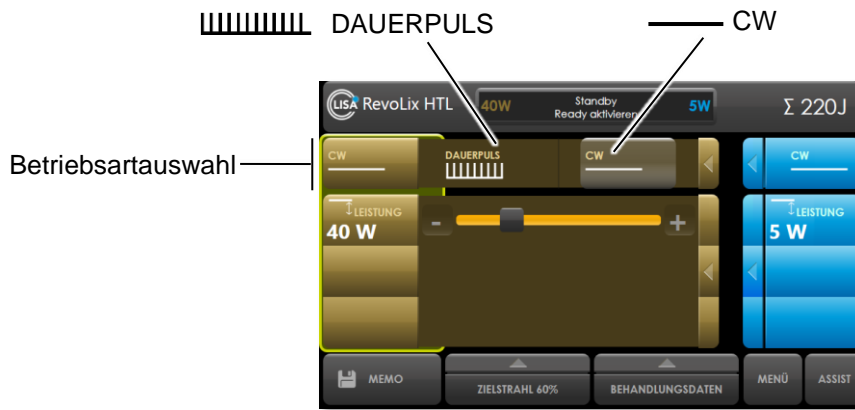 DAUERPULS
CW
Betriebsartauswahl
LISA RevoLix HTL
40W
Standby
Ready aktivieren
5W
Σ 220J
CW
DAUERPULS
CW
CW
LEISTUNG
40 W
-
+
LEISTUNG
5 W
MEMO
ZIELSTRAHL 60%
BEHANDLUNGSDATEN
MENÜ
ASSIST